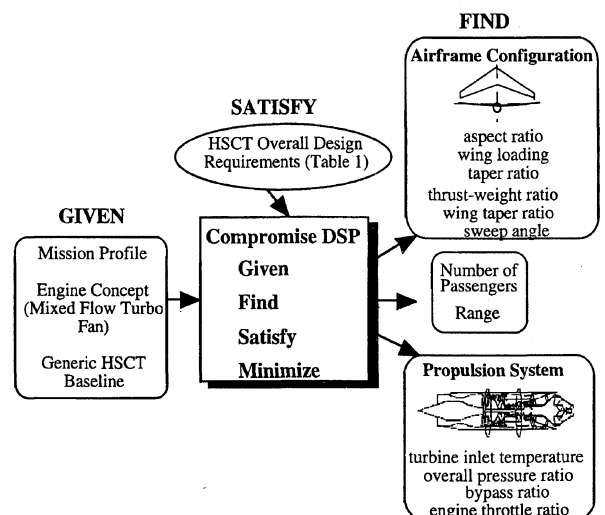 FIND
Airframe Configuration
aspect ratio
wing loading
taper ratio
thrust-weight ratio
wing taper ratio
sweep angle
SATISFY
HSCT Overall Design
Requirements (Table 1)
GIVEN
Mission Profile
Engine Concept
(Mixed Flow Turbo
Fan)
Generic HSCT
Baseline
Compromise DSP
Given
Find
Satisfy
Minimize
Number of
Passengers
Range
Propulsion System
turbine inlet temperature
overall pressure ratio
bypass ratio
engine throttle ratio